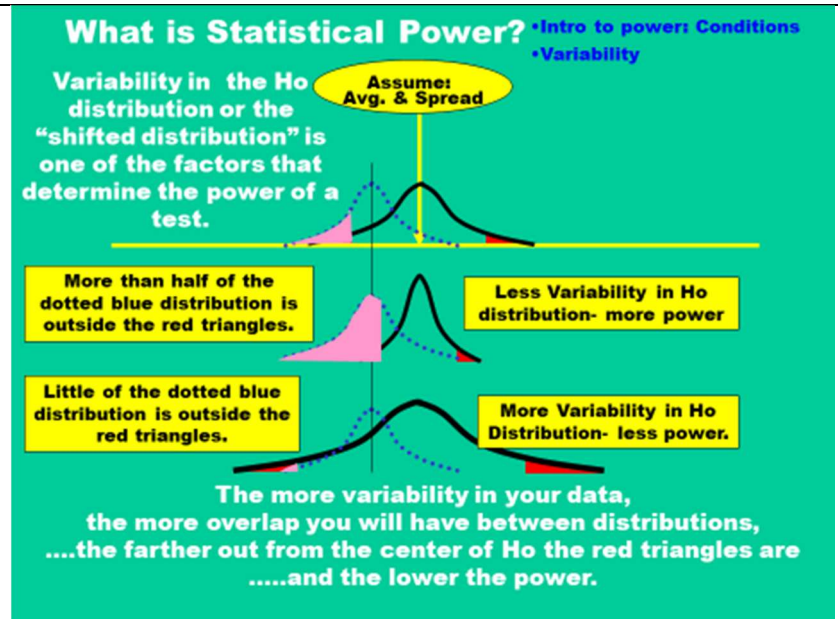 What is Statistical Power?
•Intro to power: Conditions
•Variability
Variability in the Ho
distribution or the
“shifted distribution” is
one of the factors that
determine the power of a
test.
Assume:
Avg. & Spread
More than half of the
dotted blue distribution is
outside the red triangles.
Less Variability in Ho
distribution- more power
Little of the dotted blue
distribution is outside the
red triangles.
More Variability in Ho
Distribution- less power.
The more variability in your data,
the more overlap you will have between distributions,
....the farther out from the center of Ho the red triangles are
.....and the lower the power.